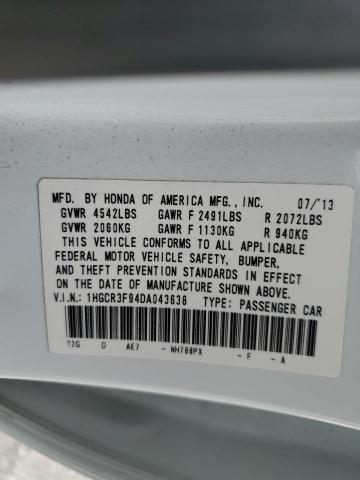 MFD. BY HONDA OF AMERICA MFG., INC. 07/'13
GVWR 4542LBS GAWR F 2491LBS R 2072LBS
GVWR 2060KG GAWR F 1130KG R 940KG
THIS VEHICLE CONFORMS TO ALL APPLICABLE
FEDERAL MOTOR VEHICLE SAFETY, BUMPER,
AND THEFT PREVENTION STANDARDS IN EFFECT
ON THE DATE OF MANUFACTURE SHOWN ABOVE.
V.I.N.: 1HGCR3F94DA043638 TYPE: PASSENGER CAR
T2G D AE7 - NH788PX - F - A